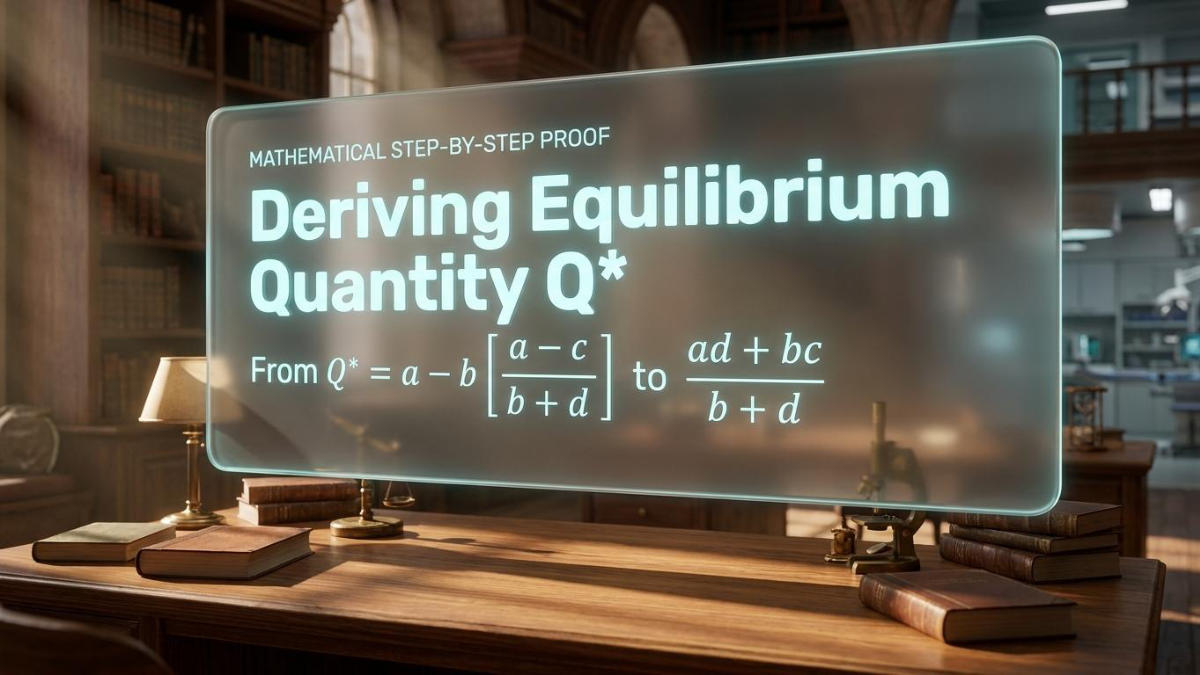 MATHEMATICAL STEP-BY-STEP PROOF
Deriving Equilibrium
Quantity Q*
From Q* = a − b [(a − c)/(b + d)] to (ad + bc)/(b + d)